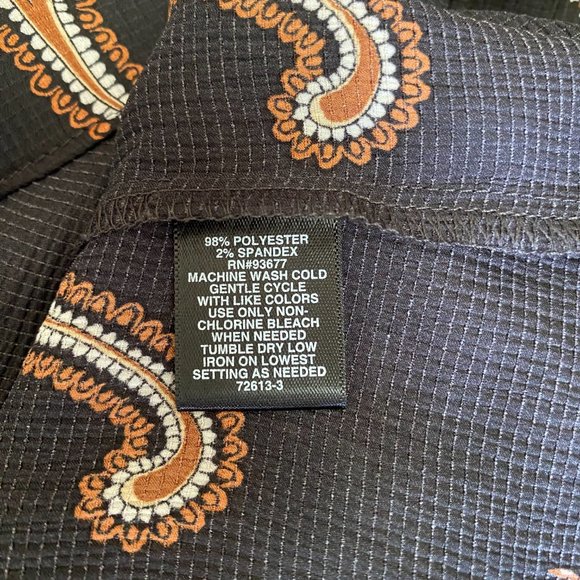 98% POLYESTER
2% SPANDEX
RN#93677
MACHINE WASH COLD
GENTLE CYCLE
WITH LIKE COLORS
USE ONLY NON-
CHLORINE BLEACH
WHEN NEEDED
TUMBLE DRY LOW
IRON ON LOWEST
SETTING AS NEEDED
72613-3